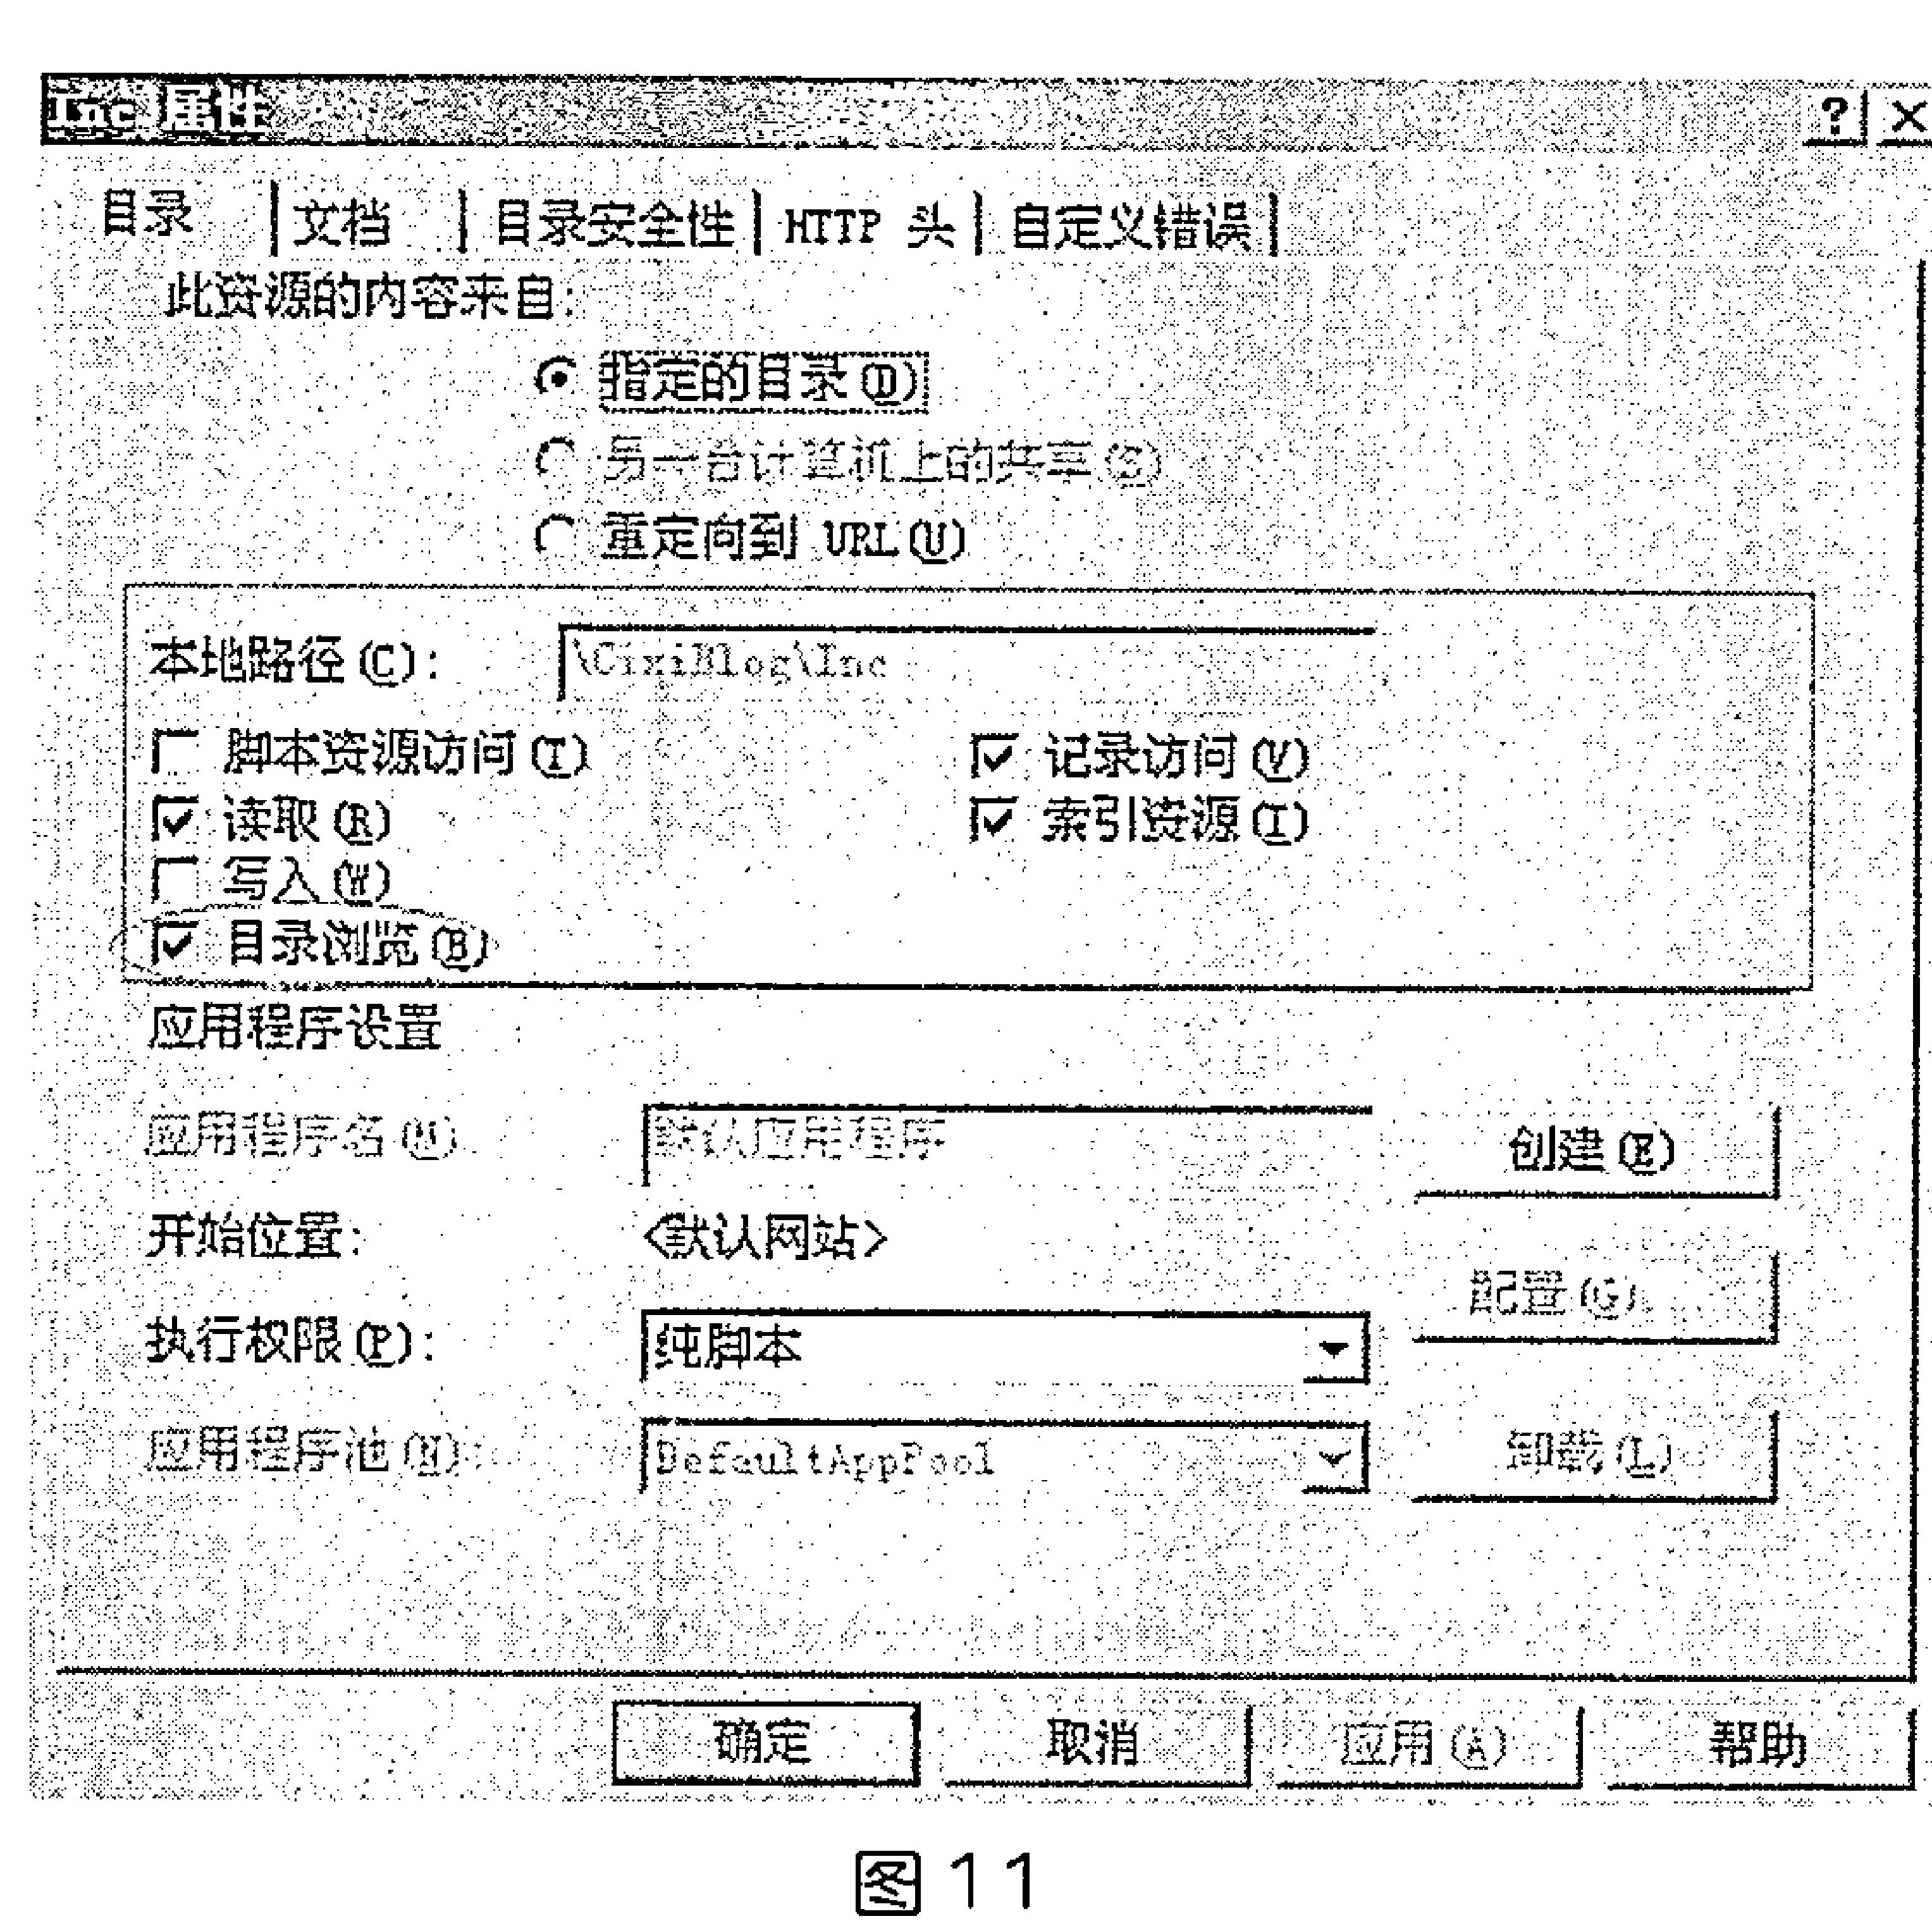 Inc 属性
目录 文档 目录安全性 HTTP 头 自定义错误
此资源的内容来自:
指定的目录(D)
另一台计算机上的共享(S)
重定向到 URL(U)
本地路径(C): \CixiBlog\Inc
脚本资源访问(T) 记录访问(V)
读取(R) 索引资源(I)
写入(W)
目录浏览(B)
应用程序设置
应用程序名(M) 默认应用程序 创建(E)
开始位置: <默认网站>
配置(G)
执行权限(P): 纯脚本
应用程序池(N): DefaultAppPool 卸载(L)
确定 取消 应用(A) 帮助
图11